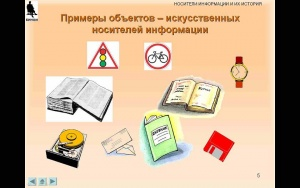 НОСИТЕЛИ ИНФОРМАЦИИ И ИХ ИСТОРИЯ
Примеры объектов – искусственных
носителей информации
5